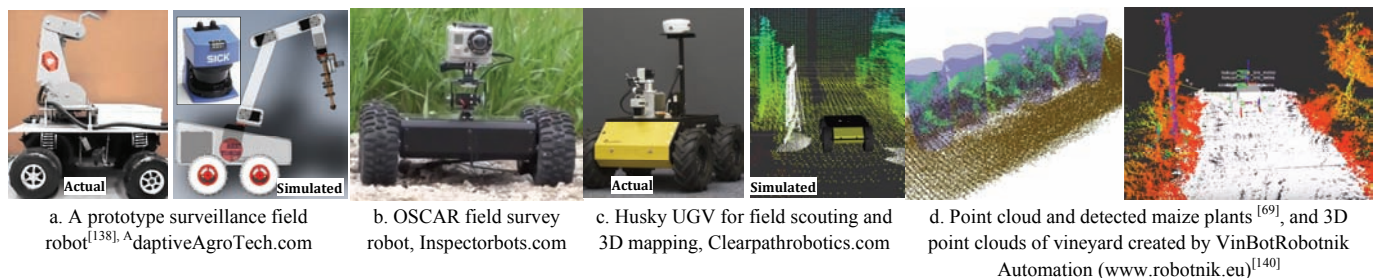 SICK
Actual
Simulated
Actual
Simulated
a. A prototype surveillance field
robot[138], AdaptiveAgroTech.com
b. OSCAR field survey
robot, Inspectorbots.com
c. Husky UGV for field scouting and
3D mapping, Clearpathrobotics.com
d. Point cloud and detected maize plants [69], and 3D
point clouds of vineyard created by VinBotRobotnik
Automation (www.robotnik.eu)[140]